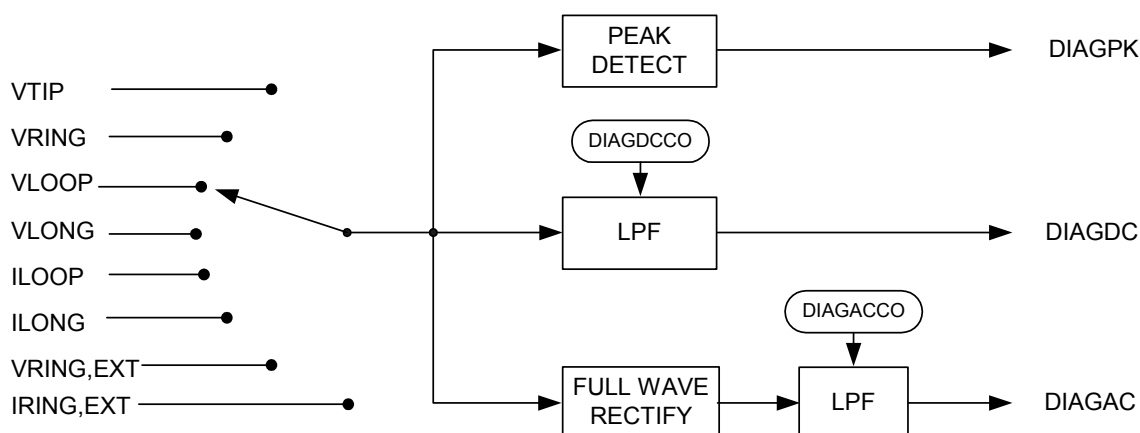 PEAK
DETECT
DIAGPK
VTIP
VRING
DIAGDCCO
VLOOP
VLONG
LPF
DIAGDC
ILOOP
ILONG
DIAGACCO
VRING,EXT
IRING,EXT
FULL WAVE
RECTIFY
LPF
DIAGAC